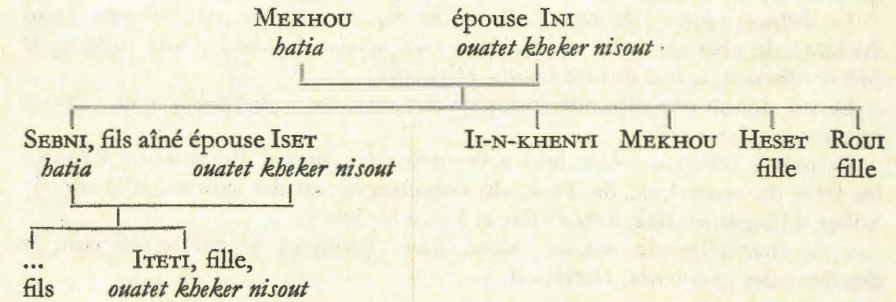 MEKHOU épouse INI
hatia ouatet kheker nisout
SEBNI, fils aîné épouse ISET II-N-KHENTI MEKHOU HESET ROUI
hatia ouatet kheker nisout fille fille
... ITETI, fille,
fils ouatet kheker nisout